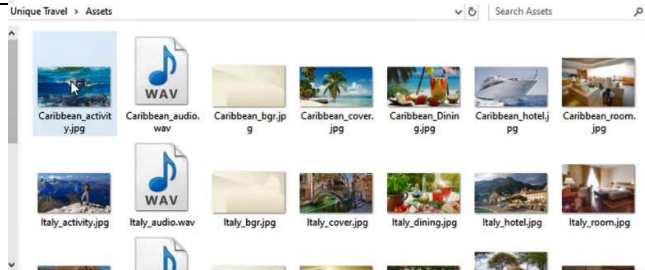 Unique Travel > Assets
Search Assets
WAV
Caribbean_activit
y.jpg
Caribbean_audio.
wav
Caribbean_bgr.jp
g
Caribbean_cover.
jpg
Caribbean_Dinin
g.jpg
Caribbean_hotel.j
pg
Caribbean_room.
jpg
WAV
Italy_activity.jpg
Italy_audio.wav
Italy_bgr.jpg
Italy_cover.jpg
Italy_dining.jpg
Italy_hotel.jpg
Italy_room.jpg